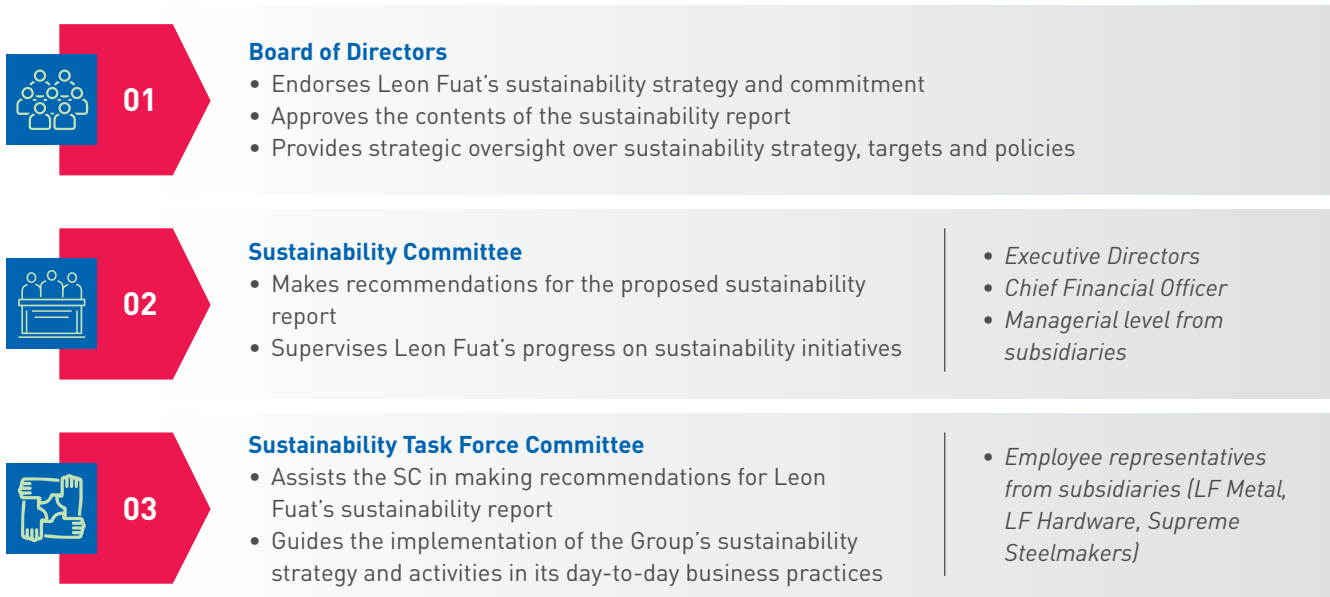 01
Board of Directors
• Endorses Leon Fuat’s sustainability strategy and commitment
• Approves the contents of the sustainability report
• Provides strategic oversight over sustainability strategy, targets and policies
02
Sustainability Committee
• Makes recommendations for the proposed sustainability
report
• Supervises Leon Fuat’s progress on sustainability initiatives
• Executive Directors
• Chief Financial Officer
• Managerial level from
subsidiaries
03
Sustainability Task Force Committee
• Assists the SC in making recommendations for Leon
Fuat’s sustainability report
• Guides the implementation of the Group’s sustainability
strategy and activities in its day-to-day business practices
• Employee representatives
from subsidiaries (LF Metal,
LF Hardware, Supreme
Steelmakers)